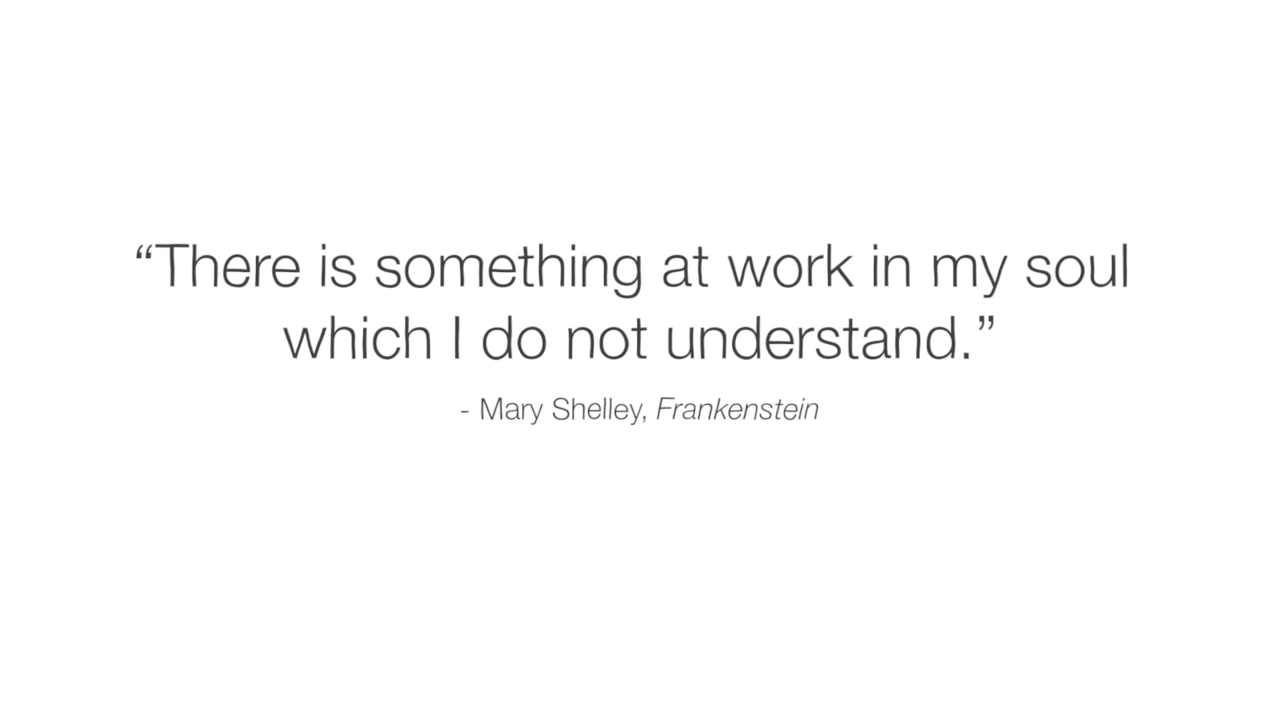 “There is something at work in my soul
which I do not understand.”
- Mary Shelley, Frankenstein